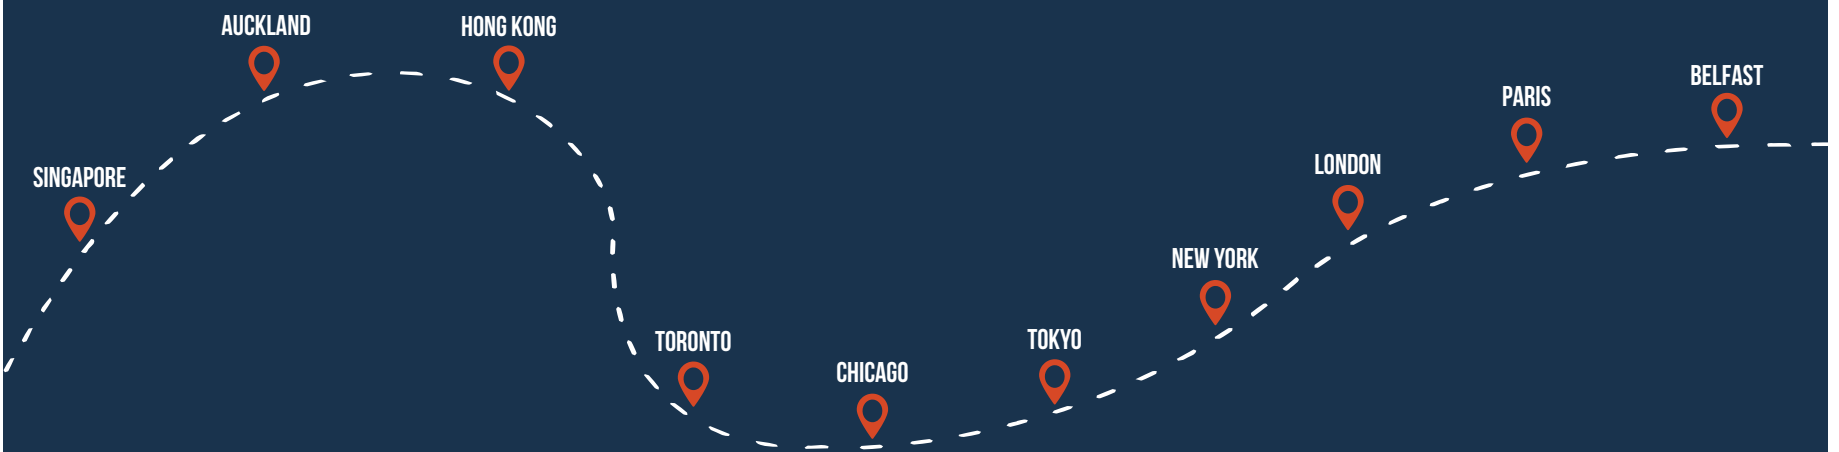 SINGAPORE
AUCKLAND
HONG KONG
TORONTO
CHICAGO
TOKYO
NEW YORK
LONDON
PARIS
BELFAST